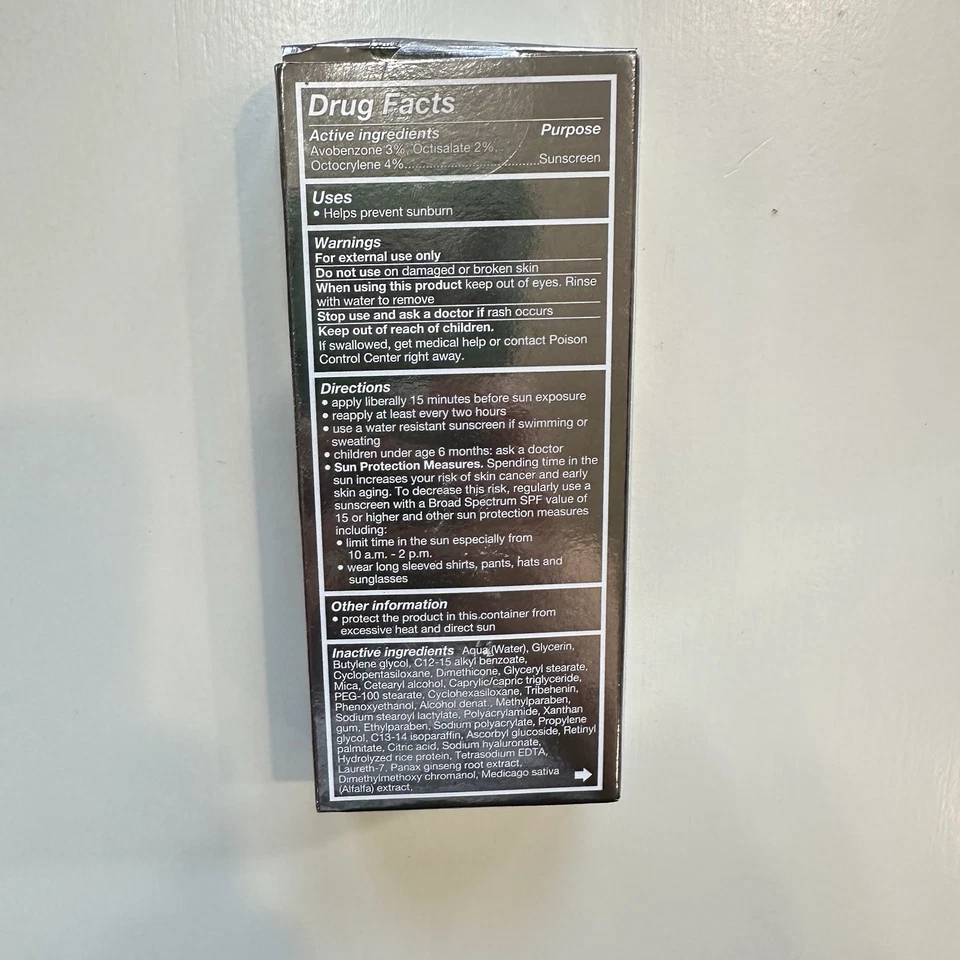 Drug Facts
Active ingredients Purpose
Avobenzone 3%, Octisalate 2%,
Octocrylene 4%..............................Sunscreen
Uses
• Helps prevent sunburn
Warnings
For external use only
Do not use on damaged or broken skin
When using this product keep out of eyes. Rinse
with water to remove
Stop use and ask a doctor if rash occurs
Keep out of reach of children.
If swallowed, get medical help or contact Poison
Control Center right away.
Directions
• apply liberally 15 minutes before sun exposure
• reapply at least every two hours
• use a water resistant sunscreen if swimming or
sweating
• children under age 6 months: ask a doctor
• Sun Protection Measures. Spending time in the
sun increases your risk of skin cancer and early
skin aging. To decrease this risk, regularly use a
sunscreen with a Broad Spectrum SPF value of
15 or higher and other sun protection measures
including:
• limit time in the sun especially from
10 a.m. - 2 p.m.
• wear long sleeved shirts, pants, hats and
sunglasses
Other information
• protect the product in this container from
excessive heat and direct sun
Inactive ingredients Aqua (Water), Glycerin,
Butylene glycol, C12-15 alkyl benzoate,
Cyclopentasiloxane, Dimethicone, Glyceryl stearate,
Mica, Cetearyl alcohol, Caprylic/capric triglyceride,
PEG-100 stearate, Cyclohexasiloxane, Tribehenin,
Phenoxyethanol, Alcohol denat., Methylparaben,
Sodium stearoyl lactylate, Polyacrylamide, Xanthan
gum, Ethylparaben, Sodium polyacrylate, Propylene
glycol, C13-14 isoparaffin, Ascorbyl glucoside, Retinyl
palmitate, Citric acid, Sodium hyaluronate,
Hydrolyzed rice protein, Tetrasodium EDTA,
Laureth-7, Panax ginseng root extract,
Dimethylmethoxy chromanol, Medicago sativa
(Alfalfa) extract,